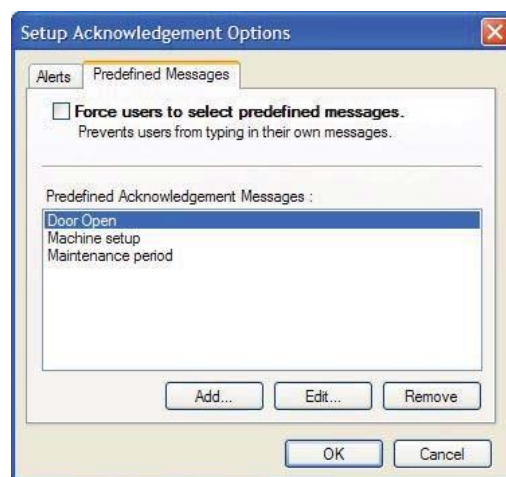 Setup Acknowledgement Options
Alerts
Predefined Messages
Force users to select predefined messages.
Prevents users from typing in their own messages.
Predefined Acknowledgement Messages :
Door Open
Machine setup
Maintenance period
Add...
Edit...
Remove
OK
Cancel